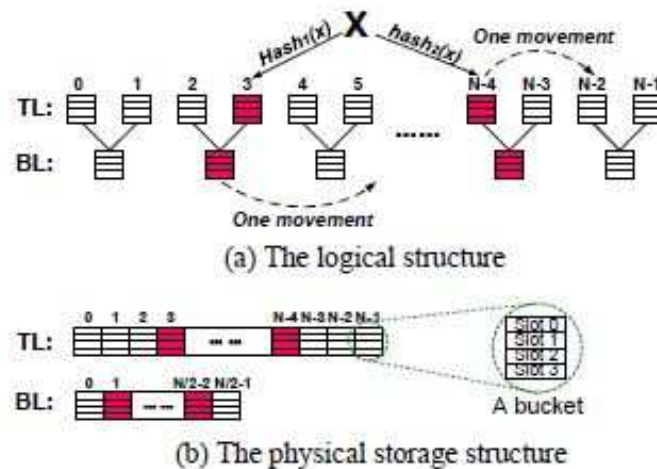 X
Hash₁(x) hash₂(x) One movement
0 1 2 3 4 5 N-4 N-3 N-2 N-1
TL:
......
BL:
One movement
(a) The logical structure
0 1 2 3 N-4 N-3 N-2 N-1
TL: ... ...
Slot 0
Slot 1
Slot 2
Slot 3
0 1 N/2-2 N/2-1
BL: ... ...
A bucket
(b) The physical storage structure